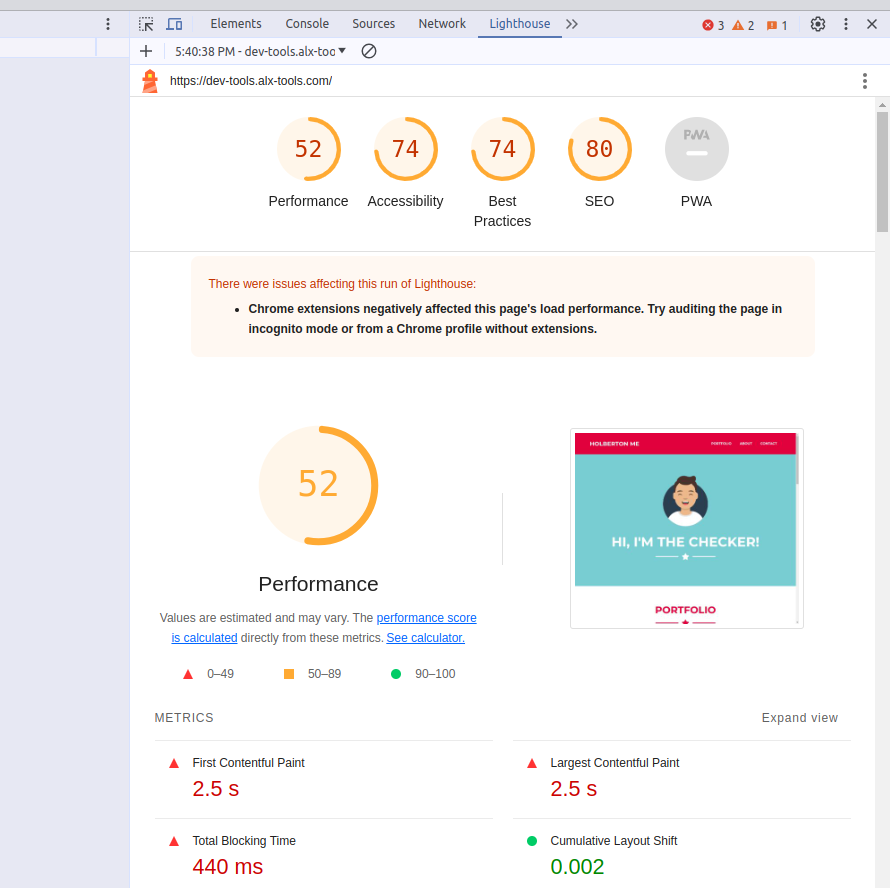 Elements Console Sources Network Lighthouse 3 2 1
5:40:38 PM - dev-tools.alx-too
https://dev-tools.alx-tools.com/
52 74 74 80 PWA
Performance Accessibility Best Practices SEO PWA
There were issues affecting this run of Lighthouse:
• Chrome extensions negatively affected this page's load performance. Try auditing the page in
incognito mode or from a Chrome profile without extensions.
52
Performance
Values are estimated and may vary. The performance score
is calculated directly from these metrics. See calculator.
0–49 50–89 90–100
HOLBERTON ME PORTFOLIO ABOUT CONTACT
HI, I'M THE CHECKER!
PORTFOLIO
METRICS Expand view
First Contentful Paint
2.5 s
Largest Contentful Paint
2.5 s
Total Blocking Time
440 ms
Cumulative Layout Shift
0.002